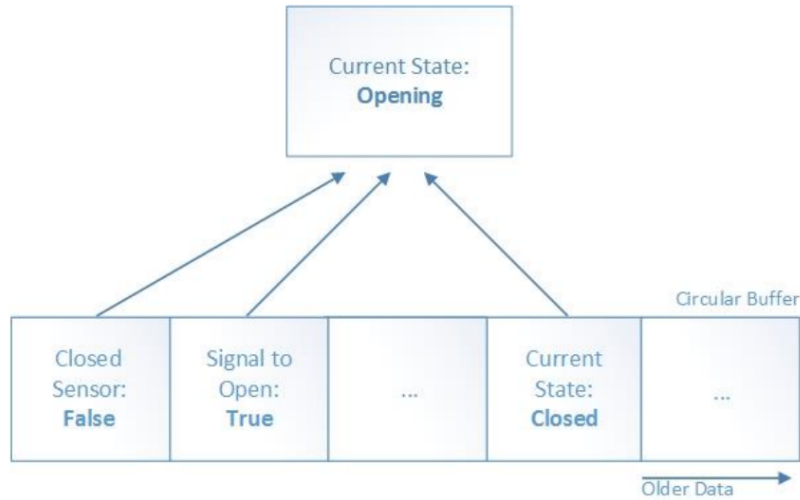 Current State:
Opening
Circular Buffer
Closed
Sensor:
False
Signal to
Open:
True
...
Current
State:
Closed
...
Older Data